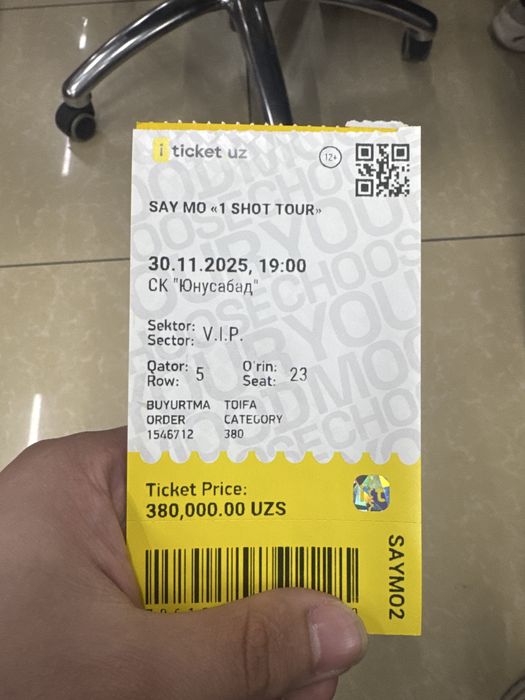 iticket uz
12+
SAY MO «1 SHOT TOUR»
30.11.2025, 19:00
СК "Юнусабад"
Sektor:
Sector: V.I.P.
Qator: O'rin:
Row: 5 Seat: 23
BUYURTMA TOIFA
ORDER CATEGORY
1546712 380
Ticket Price:
380,000.00 UZS
SAYMO2